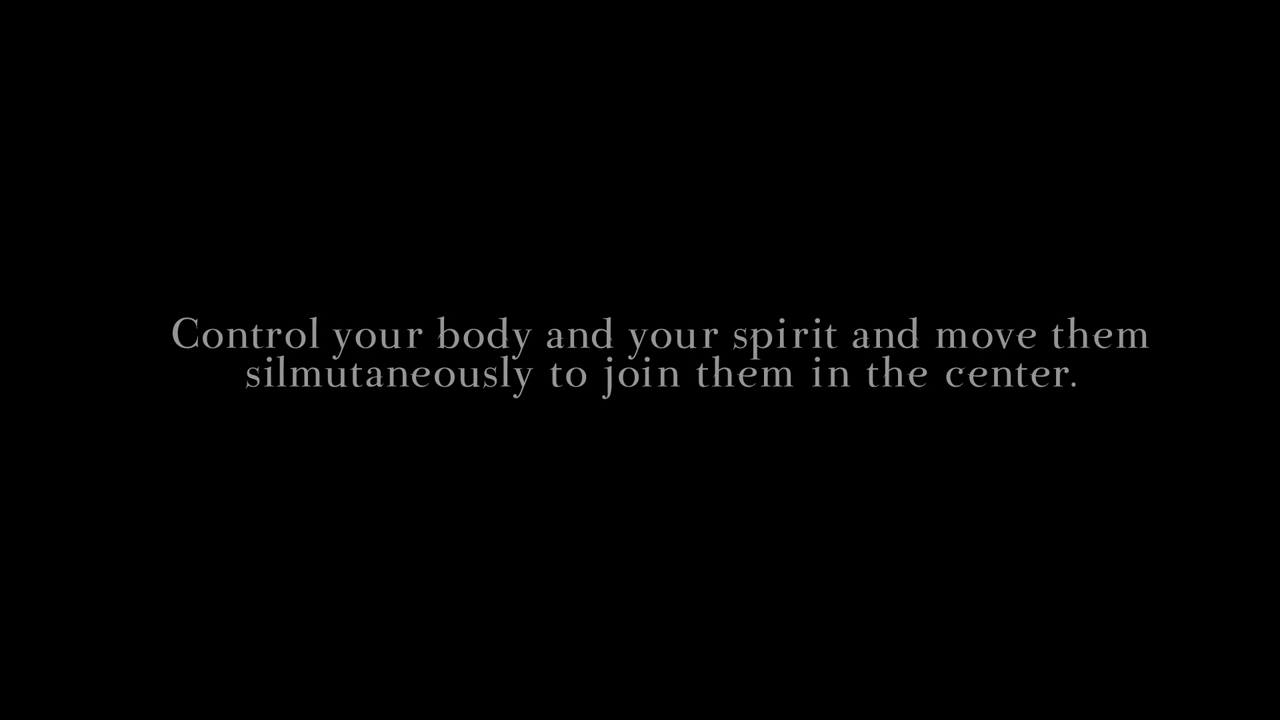 Control your body and your spirit and move them
silmutaneously to join them in the center.